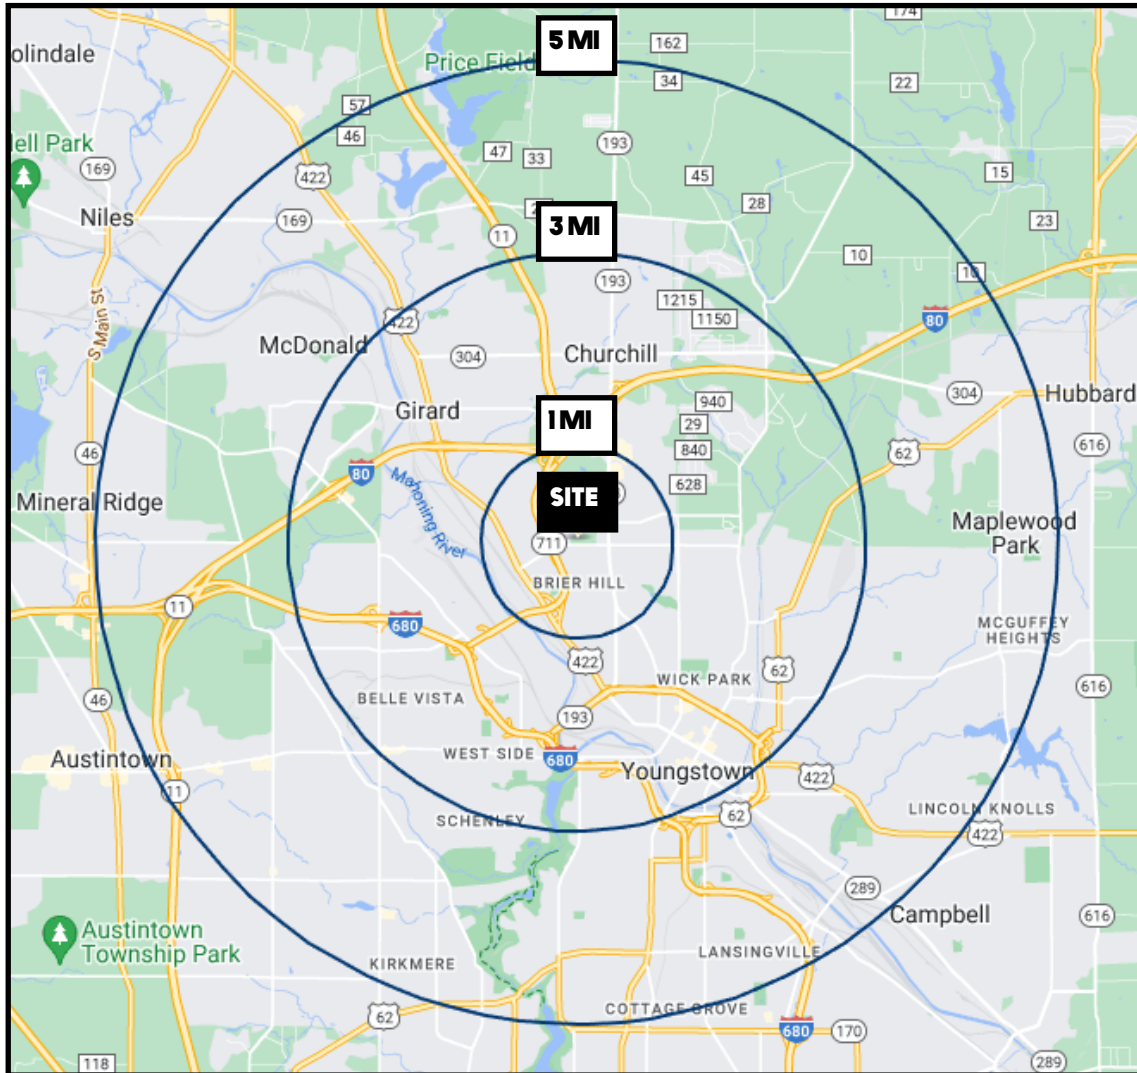 174
5 MI
162
olindale
Price Field
34
22
57
46
193
ell Park
47
33
15
169
422
45
28
Niles
169
23
3 MI
11
10
10
193
1215
S Main St
422
1150
80
McDonald
304
Churchill
304
Hubbard
1 MI
940
Girard
29
616
46
840
62
80
628
Mineral Ridge
Mahoning River
SITE
Maplewood
Park
711
BRIER HILL
11
680
MCGUFFEY
HEIGHTS
422
62
WICK PARK
616
46
BELLE VISTA
193
WEST SIDE
680
Austintown
Youngstown
422
11
SCHENLEY
62
LINCOLN KNOLLS
422
289
Campbell
616
Austintown
Township Park
LANSINGVILLE
KIRKMERE
COTTAGE GROVE
62
680
170
118
289